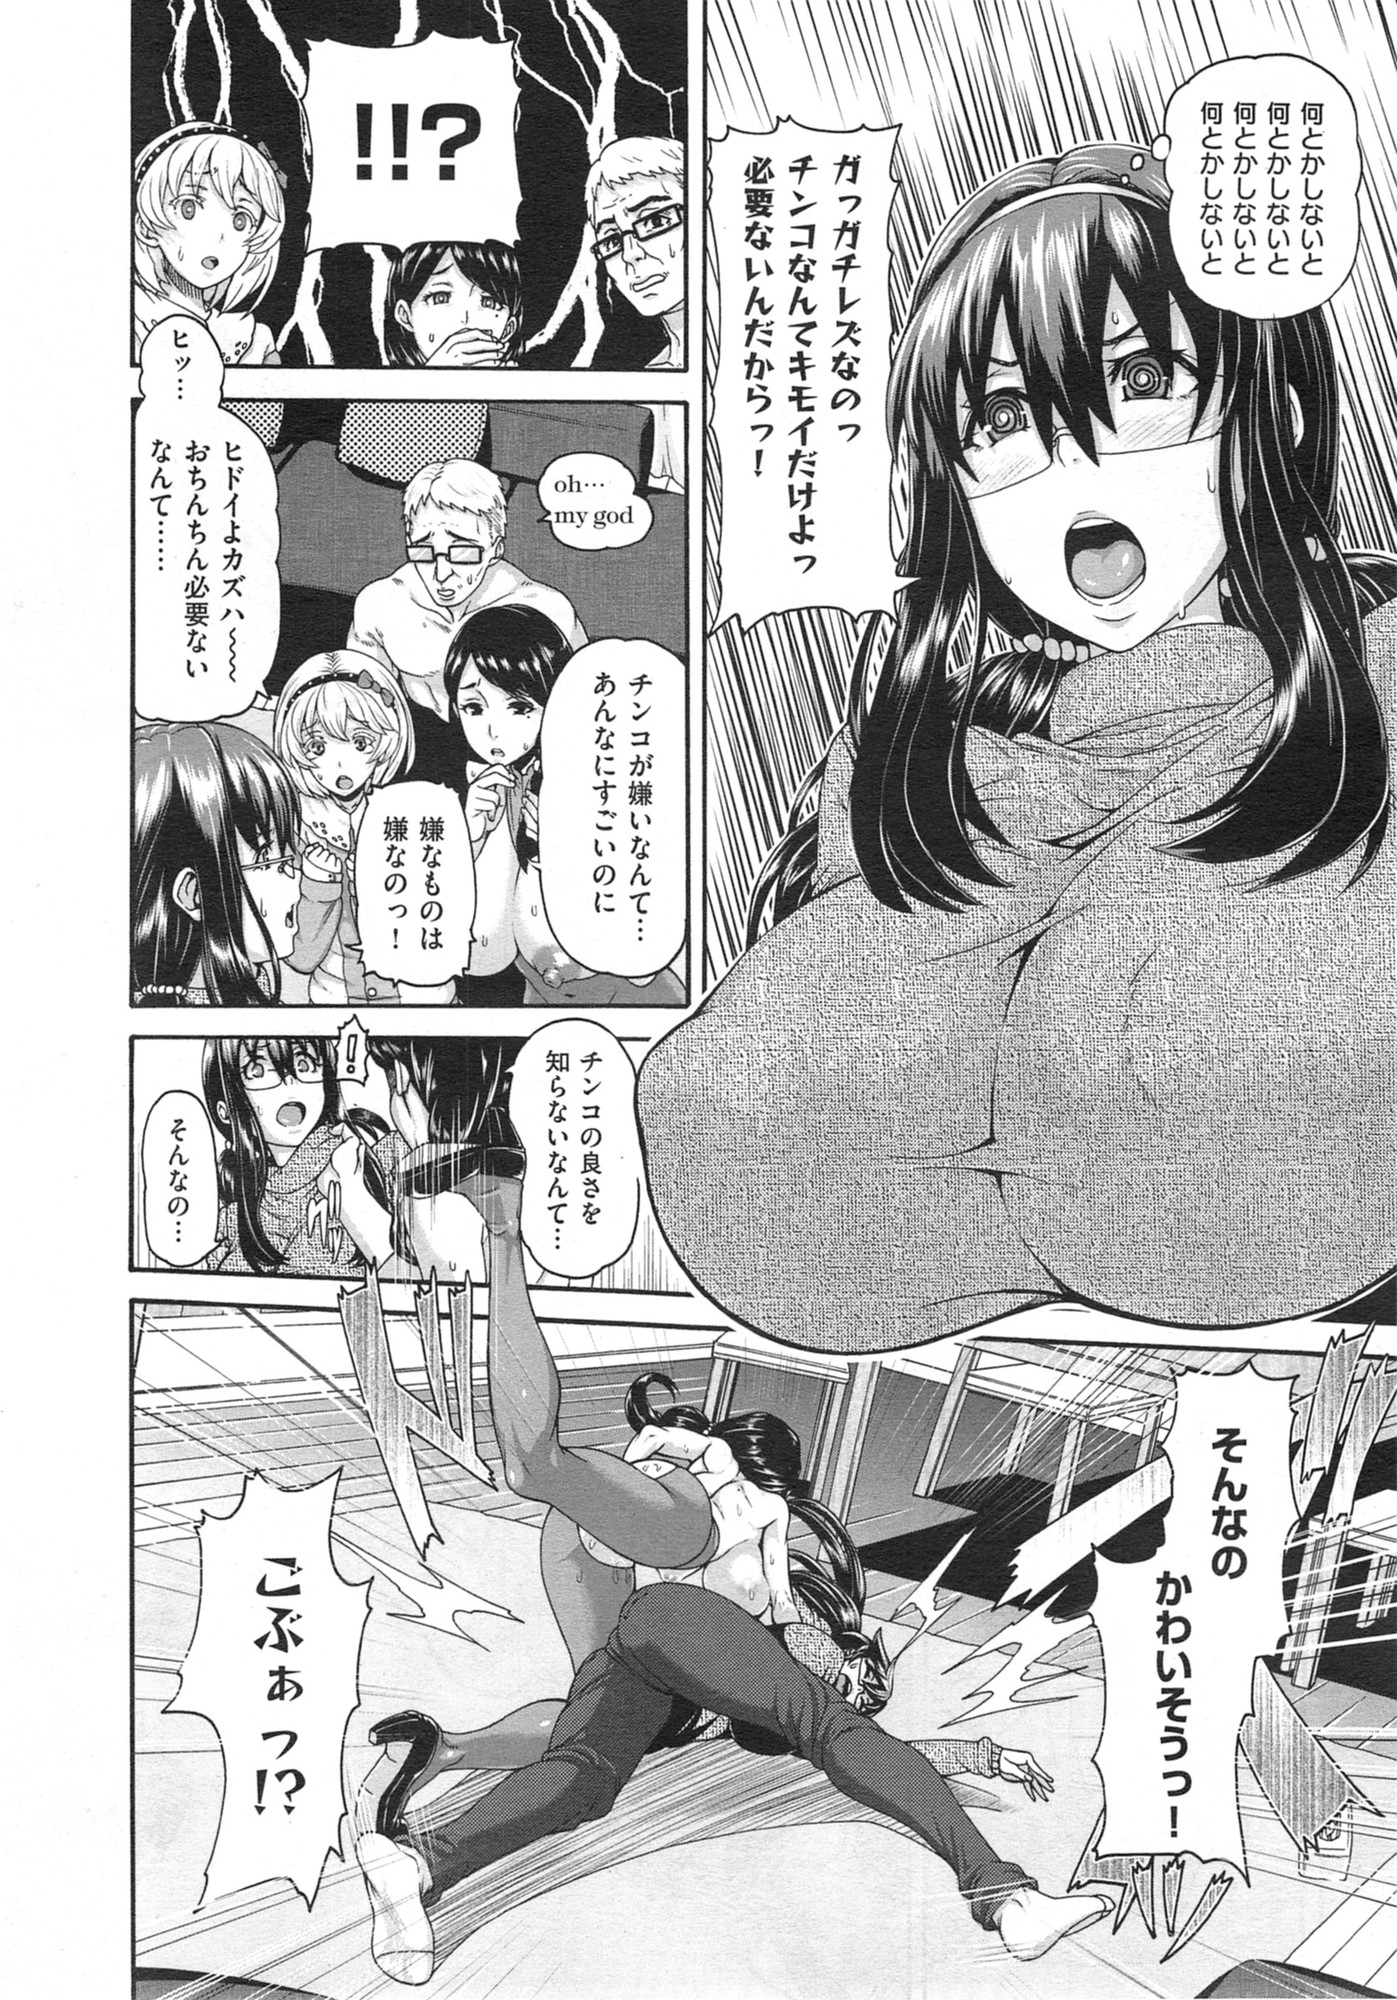 何とかしないと
何とかしないと
何とかしないと
何とかしないと
ガっガチレズなのっ
チンコなんてキモイだけよっ
必要ないんだからっ！
!!?
oh…
my god
チンコが嫌いなんて…
あんなにすごいのに
ヒッ…
ヒドイよカズハ～～～
おちんちん必要ない
なんて……
嫌なものは
嫌なのっ！
チンコの良さを
知らないなんて…
！
そんなの…
そんなの
かわいそうっ！
ごぶぁっ!?